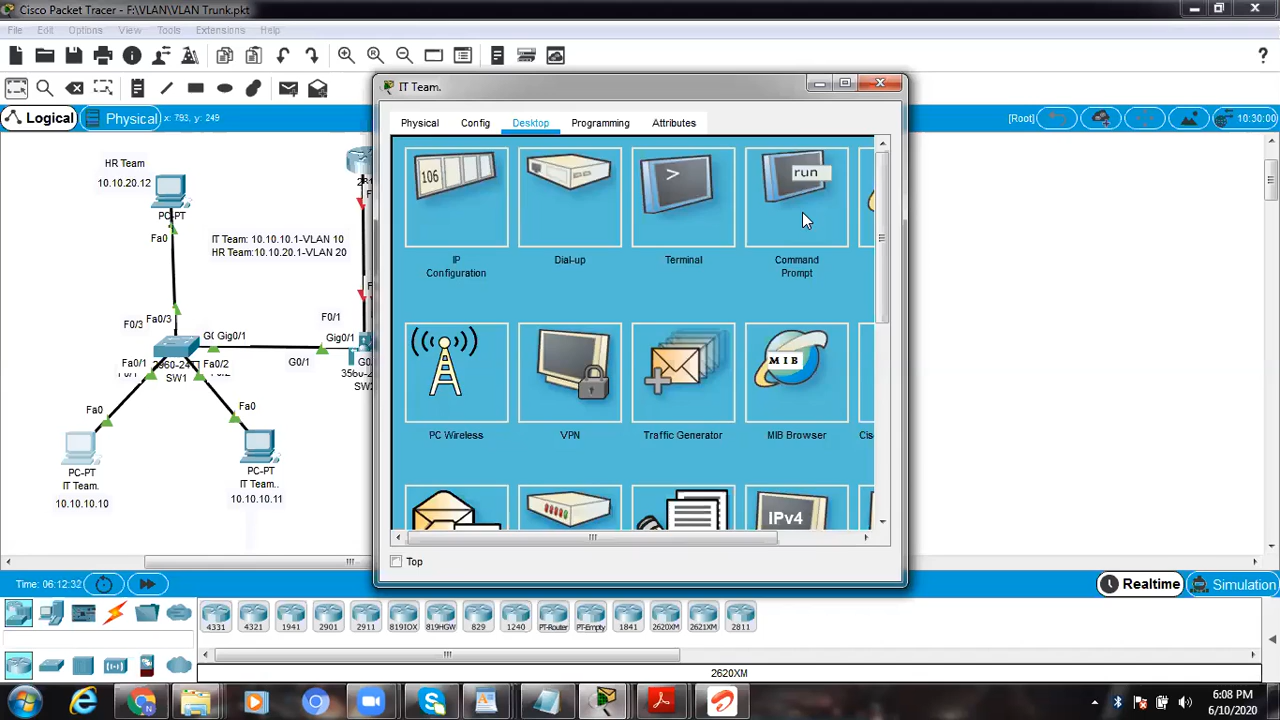 Cisco Packet Tracer - F:\VLAN\VLAN Trunk.pkt
File Edit Options View Tools Extensions Help
Logical
Physical
x: 793, y: 249
[Root]
10:30:00
IT Team.
Physical Config Desktop Programming Attributes
106
>
run
IP
Configuration
Dial-up
Terminal
Command
Prompt
MIB
PC Wireless
VPN
Traffic Generator
MIB Browser
IPv4
Top
HR Team
10.10.20.12
PC-PT
Fa0
IT Team: 10.10.10.1-VLAN 10
HR Team:10.10.20.1-VLAN 20
F0/3
Fa0/3
Gig0/1
F0/1
Gig0/1
G0/1
Fa0/1
Fa0/2
SW1
Fa0
Fa0
PC-PT
IT Team.
10.10.10.10
PC-PT
IT Team..
10.10.10.11
Time: 06:12:32
Realtime
Simulation
4331 4321 1941 2901 2911 819IOX 819HGW 829 1240 PT-Router PT-Empty 1841 2620XM 2621XM 2811
2620XM
6:08 PM
6/10/2020